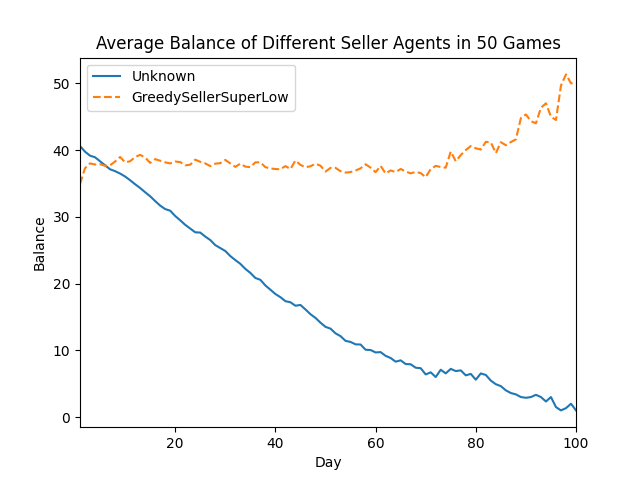 Average Balance of Different Seller Agents in 50 Games
Unknown
GreedySellerSuperLow
50
40
30
20
10
0
Balance
20 40 60 80 100
Day